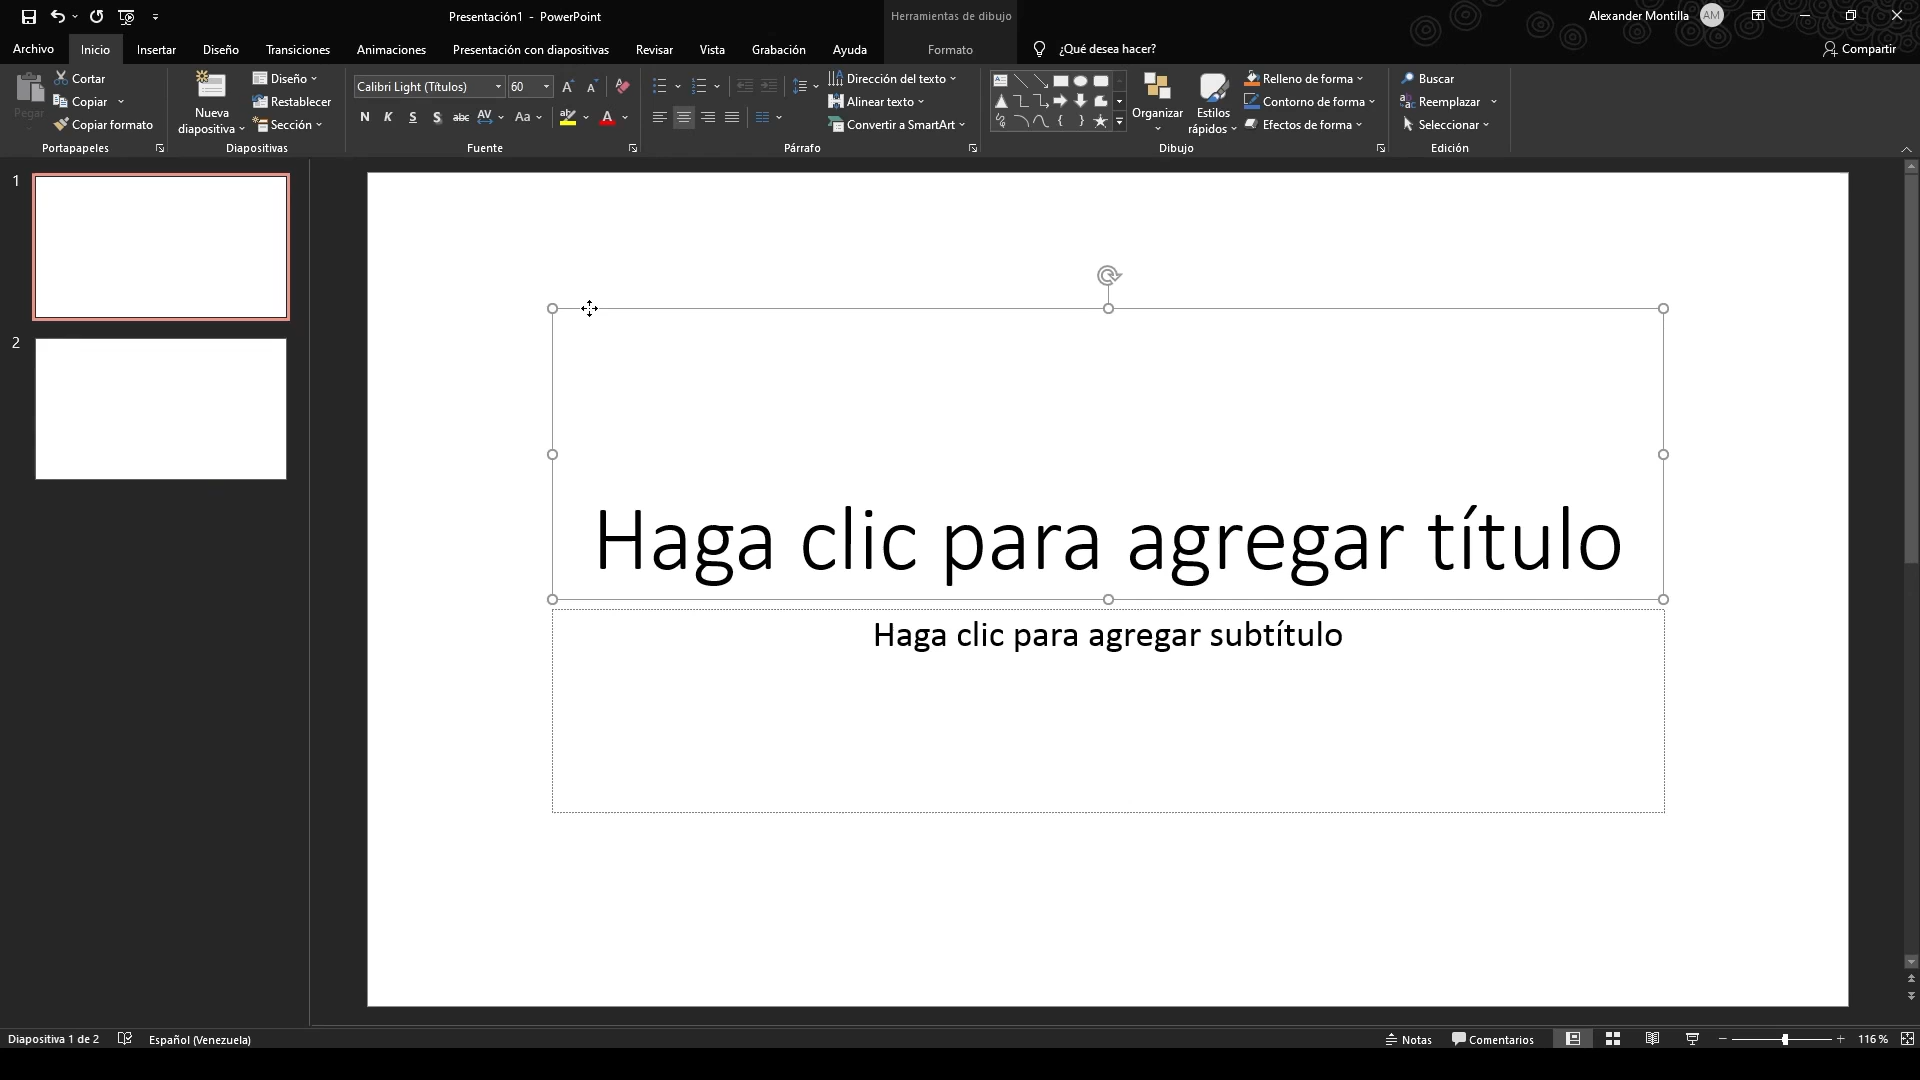 Presentación1 - PowerPoint
Herramientas de dibujo
Alexander Montilla AM
Archivo Inicio Insertar Diseño Transiciones Animaciones Presentación con diapositivas Revisar Vista Grabación Ayuda Formato ¿Qué desea hacer? Compartir
Pegar
Cortar
Copiar
Copiar formato
Portapapeles
Nueva
diapositiva
Diseño
Restablecer
Sección
Diapositivas
Calibri Light (Títulos) 60 A A A
N K S S abc AV Aa ab A
Fuente
Dirección del texto
Alinear texto
Convertir a SmartArt
Párrafo
Organizar
Estilos
rápidos
Relleno de forma
Contorno de forma
Efectos de forma
Dibujo
Buscar
Reemplazar
Seleccionar
Edición
1
2
Haga clic para agregar título
Haga clic para agregar subtítulo
Diapositiva 1 de 2 Español (Venezuela) Notas Comentarios 116 %